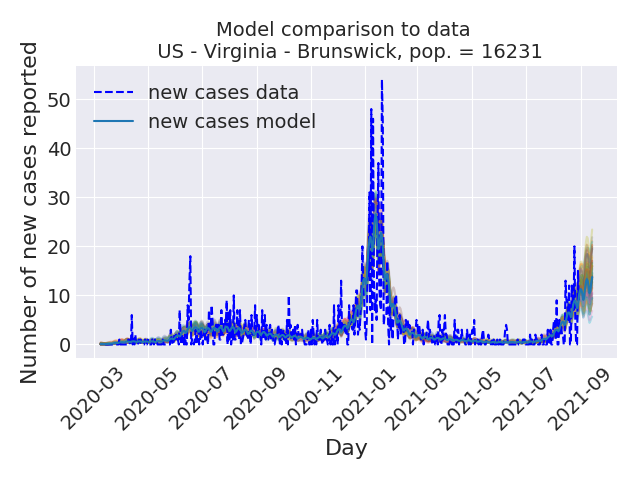 Model comparison to data
US - Virginia - Brunswick, pop. = 16231
new cases data
new cases model
Number of new cases reported
50
40
30
20
10
0
2020-03
2020-05
2020-07
2020-09
2020-11
2021-01
2021-03
2021-05
2021-07
2021-09
Day